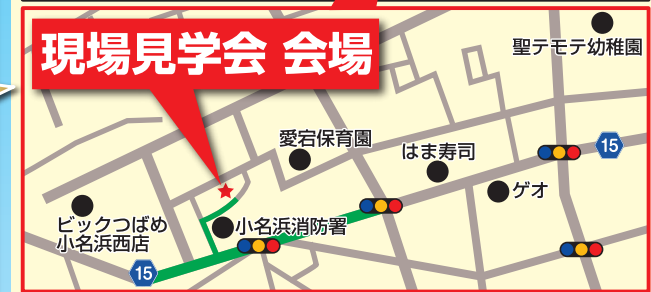 現場見学会 会場
聖テモテ幼稚園
愛宕保育園
はま寿司
15
ゲオ
ビックつばめ
小名浜西店
小名浜消防署
15